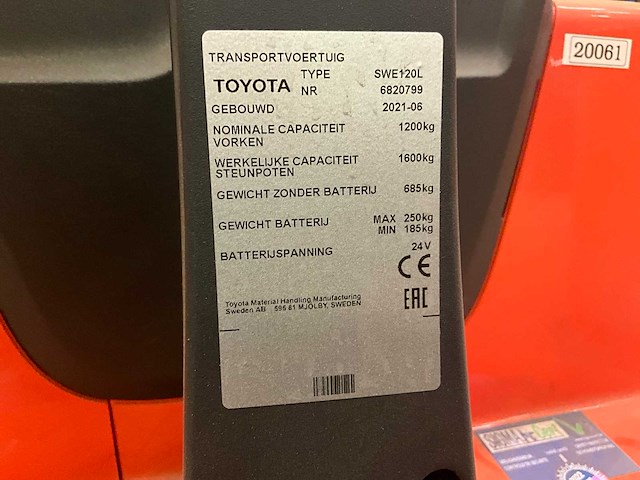 TRANSPORTVOERTUIG
TOYOTA TYPE SWE120L
NR 6820799
GEBOUWD 2021-06
NOMINALE CAPACITEIT 1200kg
VORKEN
WERKELIJKE CAPACITEIT 1600kg
STEUNPOTEN
GEWICHT ZONDER BATTERIJ 685kg
GEWICHT BATTERIJ MAX 250kg
MIN 185kg
BATTERIJSPANNING 24V
CE
EAC
Toyota Material Handling Manufacturing
Sweden AB 595 81 MJÖLBY, SWEDEN
20061